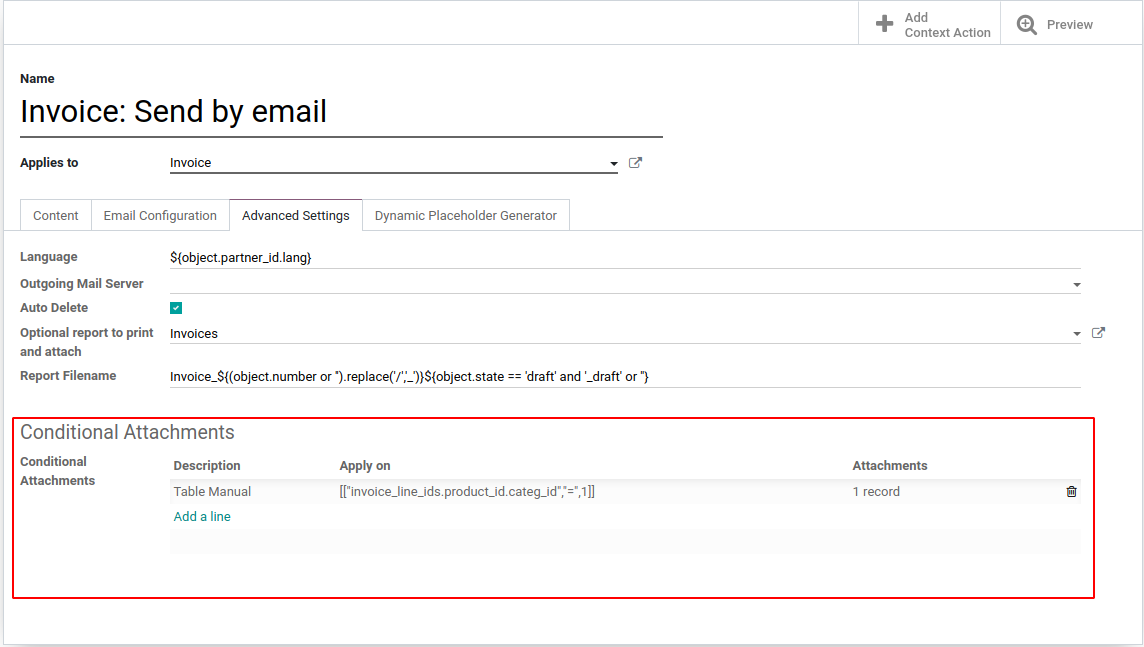 Add
Context Action
Preview
Name
Invoice: Send by email
Applies to
Invoice
Content
Email Configuration
Advanced Settings
Dynamic Placeholder Generator
Language
${object.partner_id.lang}
Outgoing Mail Server
Auto Delete
Optional report to print
and attach
Invoices
Report Filename
Invoice_${(object.number or '').replace('/','_')}${object.state == 'draft' and '_draft' or ''}
Conditional Attachments
Conditional
Attachments
Description
Apply on
Attachments
Table Manual
[["invoice_line_ids.product_id.categ_id","=",1]]
1 record
Add a line